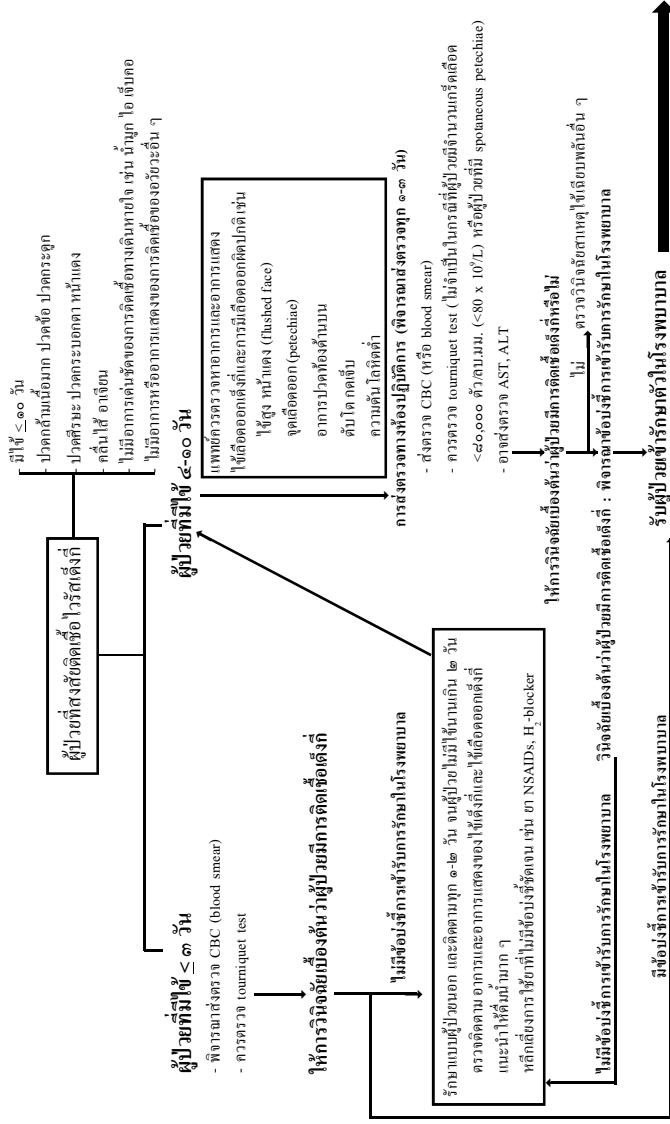 ผู้ป่วยที่สงสัยติดเชื้อไวรัสเด็งกี่
มีไข้ ≤ ๑๐ วัน
ปวดกล้ามเนื้อมาก ปวดข้อ ปวดกระดูก
ปวดศีรษะ ปวดกระบอกตา หน้าแดง
คลื่นไส้ อาเจียน
ไม่มีอาการเด่นชัดของการติดเชื้อทางเดินหายใจ เช่น น้ำมูก ไอ เจ็บคอ
ไม่มีอาการหรืออาการแสดงของการติดเชื้อของอวัยวะอื่น ๆ
ผู้ป่วยที่มีไข้ ≤ ๓ วัน
- พิจารณาส่งตรวจ CBC (blood smear)
- ควรตรวจ tourniquet test
ให้การวินิจฉัยเบื้องต้นว่าผู้ป่วยมีการติดเชื้อเด็งกี่
ไม่มีข้อบ่งชี้การเข้ารับการรักษาในโรงพยาบาล
รักษาแบบผู้ป่วยนอก และติดตามทุก ๑-๒ วัน จนผู้ป่วยไม่มีไข้นานเกิน ๒ วัน
ตรวจติดตาม อาการและอาการแสดงของไข้เด็งกี่และไข้เลือดออกเด็งกี่
แนะนำให้ดื่มน้ำมาก ๆ
หลีกเลี่ยงการใช้ยาที่ไม่มีข้อบ่งชี้ชัดเจน เช่น ยา NSAIDs, H₂-blocker
ผู้ป่วยที่มีไข้ ๔-๑๐ วัน
แพทย์ควรตรวจหาอาการและอาการแสดง
ไข้เลือดออกเด็งกี่และการมีเลือดออกผิดปกติเช่น
ไข้สูง หน้าแดง (flushed face)
จุดเลือดออก (petechiae)
อาการปวดท้องด้านบน
ตับโต กดเจ็บ
ความดันโลหิตต่ำ
การส่งตรวจทางห้องปฏิบัติการ (พิจารณาส่งตรวจทุก ๑-๓ วัน)
- ส่งตรวจ CBC (หรือ blood smear)
- ควรตรวจ tourniquet test (ไม่จำเป็นในกรณีที่ผู้ป่วยมีจำนวนเกร็ดเลือด
<๘๐,๐๐๐ ตัว/ลบ.มม. (<80 x 10⁹/L) หรือผู้ป่วยที่มี spotaneous petechiae)
- อาจส่งตรวจ AST, ALT
ให้การวินิจฉัยเบื้องต้นว่าผู้ป่วยมีการติดเชื้อเด็งกี่หรือไม่
ไม่
ตรวจวินิจฉัยสาเหตุไข้เฉียบพลันอื่น ๆ
ไม่มีข้อบ่งชี้การเข้ารับการรักษาในโรงพยาบาล
วินิจฉัยเบื้องต้นว่าผู้ป่วยมีการติดเชื้อเด็งกี่ : พิจารณาข้อบ่งชี้การเข้ารับการรักษาในโรงพยาบาล
มีข้อบ่งชี้การเข้ารับการรักษาในโรงพยาบาล
รับผู้ป่วยเข้ารักษาตัวในโรงพยาบาล